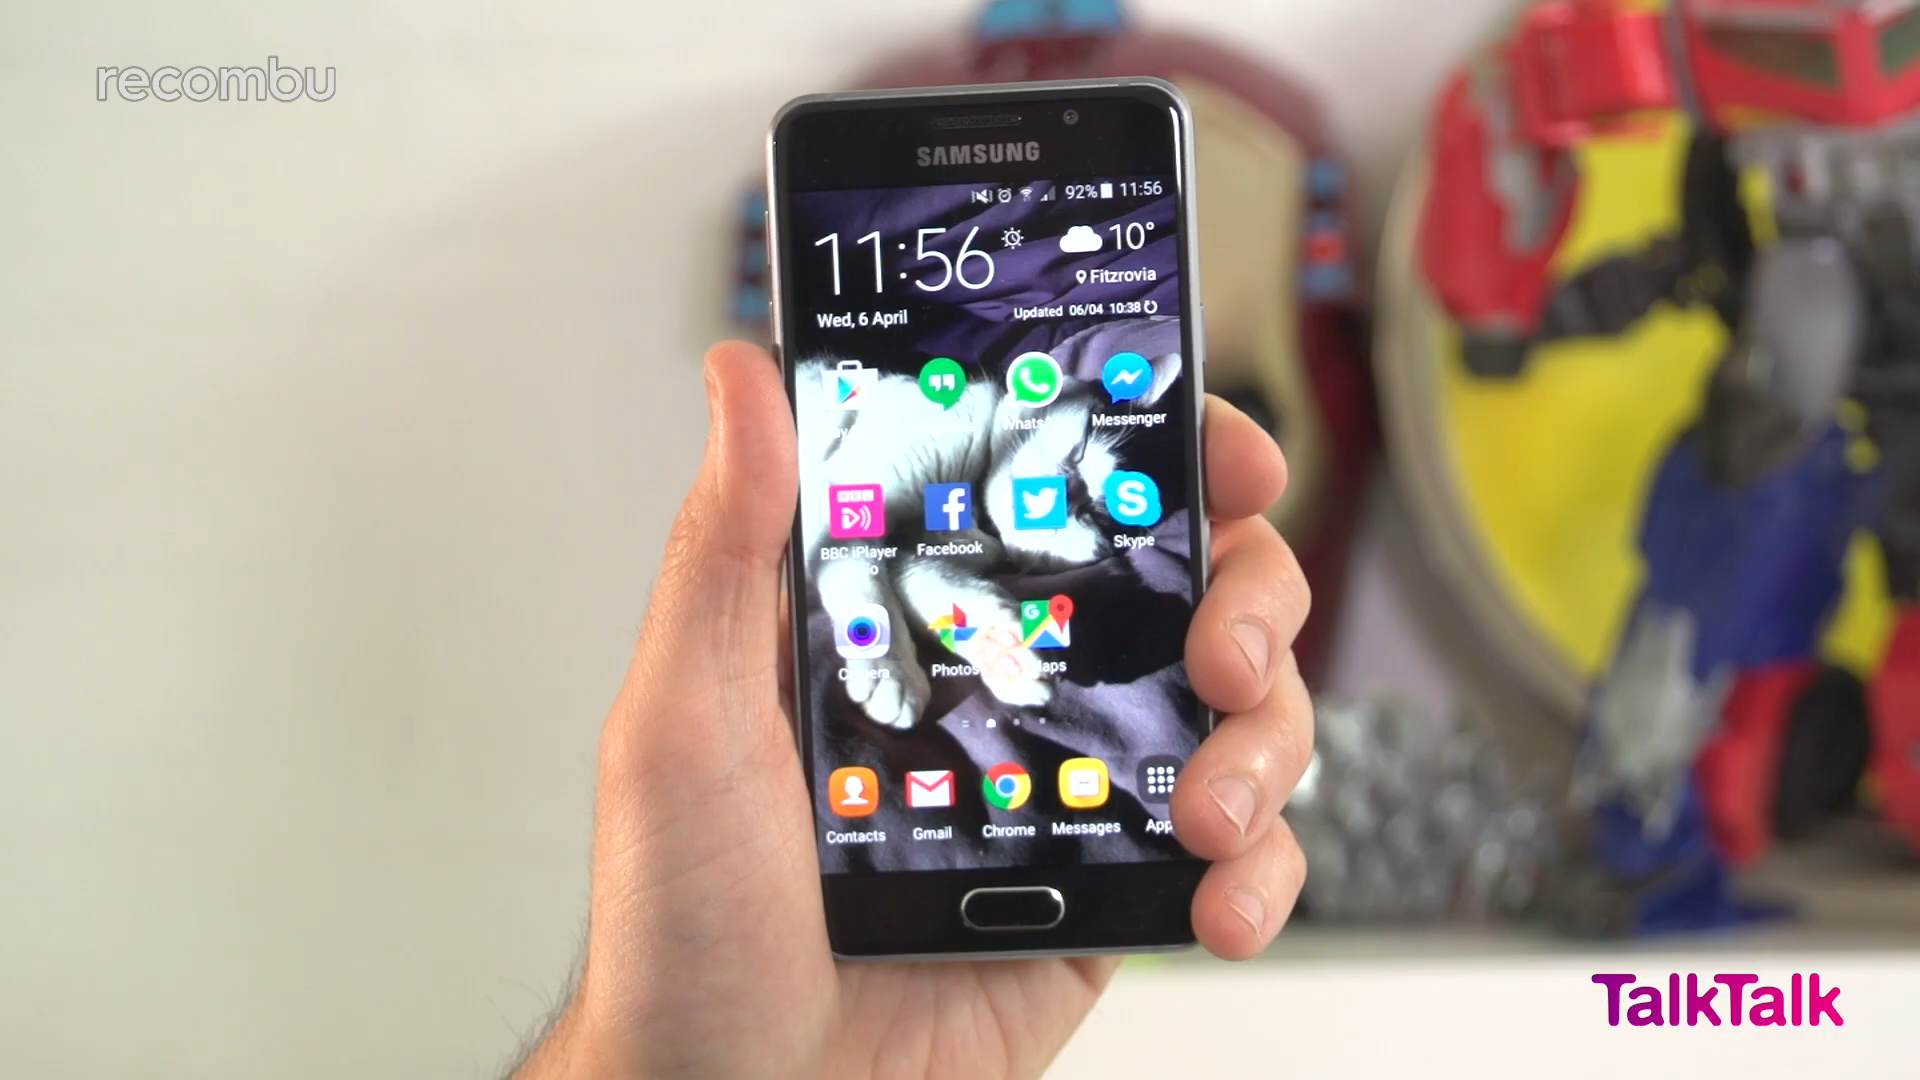 recombu
SAMSUNG
92% 11:56
11:56
10°
Fitzrovia
Wed, 6 April
Updated 06/04 10:38
Messenger
BBC iPlayer
Facebook
Skype
Photos
Contacts
Gmail
Chrome
Messages
TalkTalk